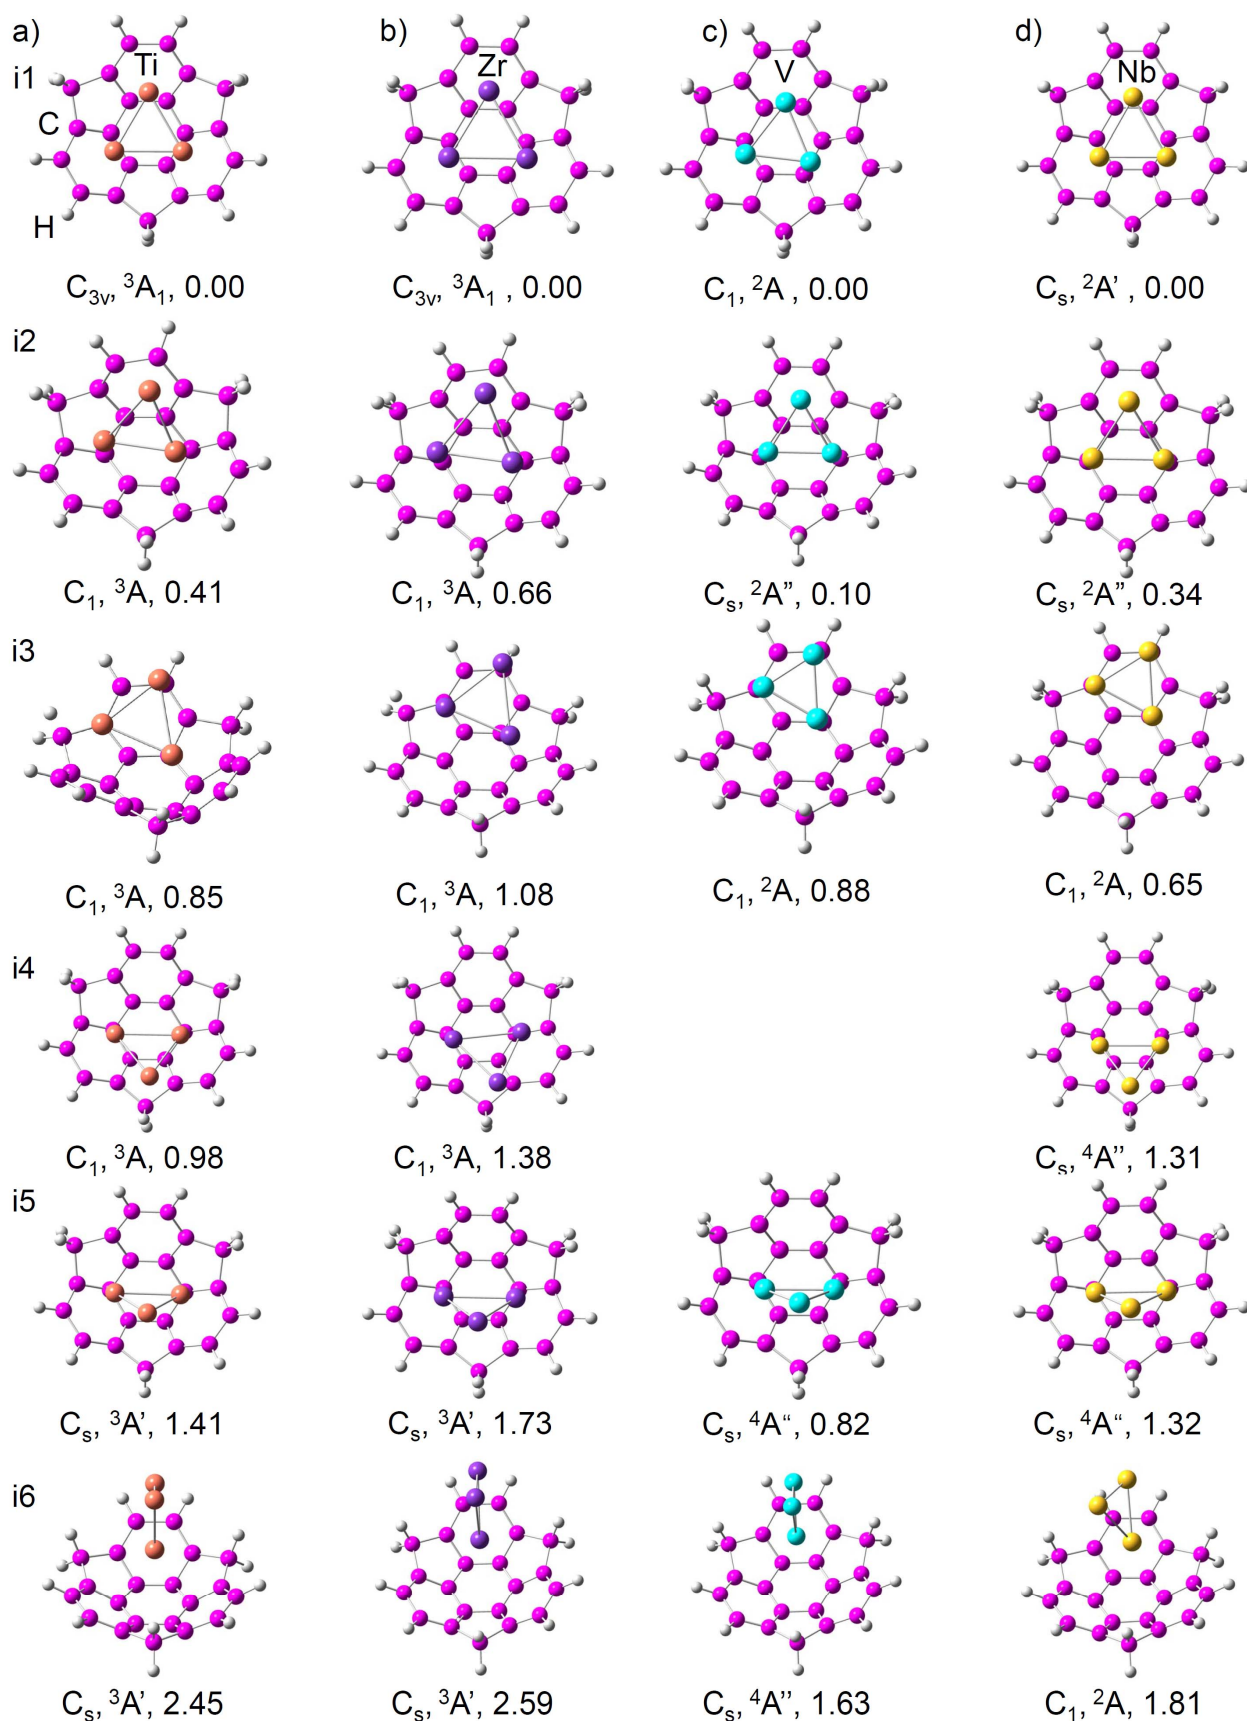 a) b) c) d)
i1 Ti Zr V Nb
C
H
C3v, 3A1, 0.00 C3v, 3A1 , 0.00 C1, 2A , 0.00 Cs, 2A' , 0.00
i2
C1, 3A, 0.41 C1, 3A, 0.66 Cs, 2A”, 0.10 Cs, 2A”, 0.34
i3
C1, 3A, 0.85 C1, 3A, 1.08 C1, 2A, 0.88 C1, 2A, 0.65
i4
C1, 3A, 0.98 C1, 3A, 1.38 Cs, 4A’’, 1.31
i5
Cs, 3A’, 1.41 Cs, 3A’, 1.73 Cs, 4A“, 0.82 Cs, 4A“, 1.32
i6
Cs, 3A’, 2.45 Cs, 3A’, 2.59 Cs, 4A’’, 1.63 C1, 2A, 1.81